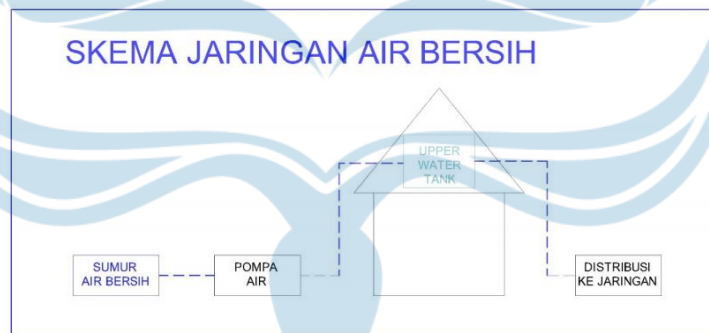 SKEMA JARINGAN AIR BERSIH
UPPER
WATER
TANK
SUMUR
AIR BERSIH
POMPA
AIR
DISTRIBUSI
KE JARINGAN